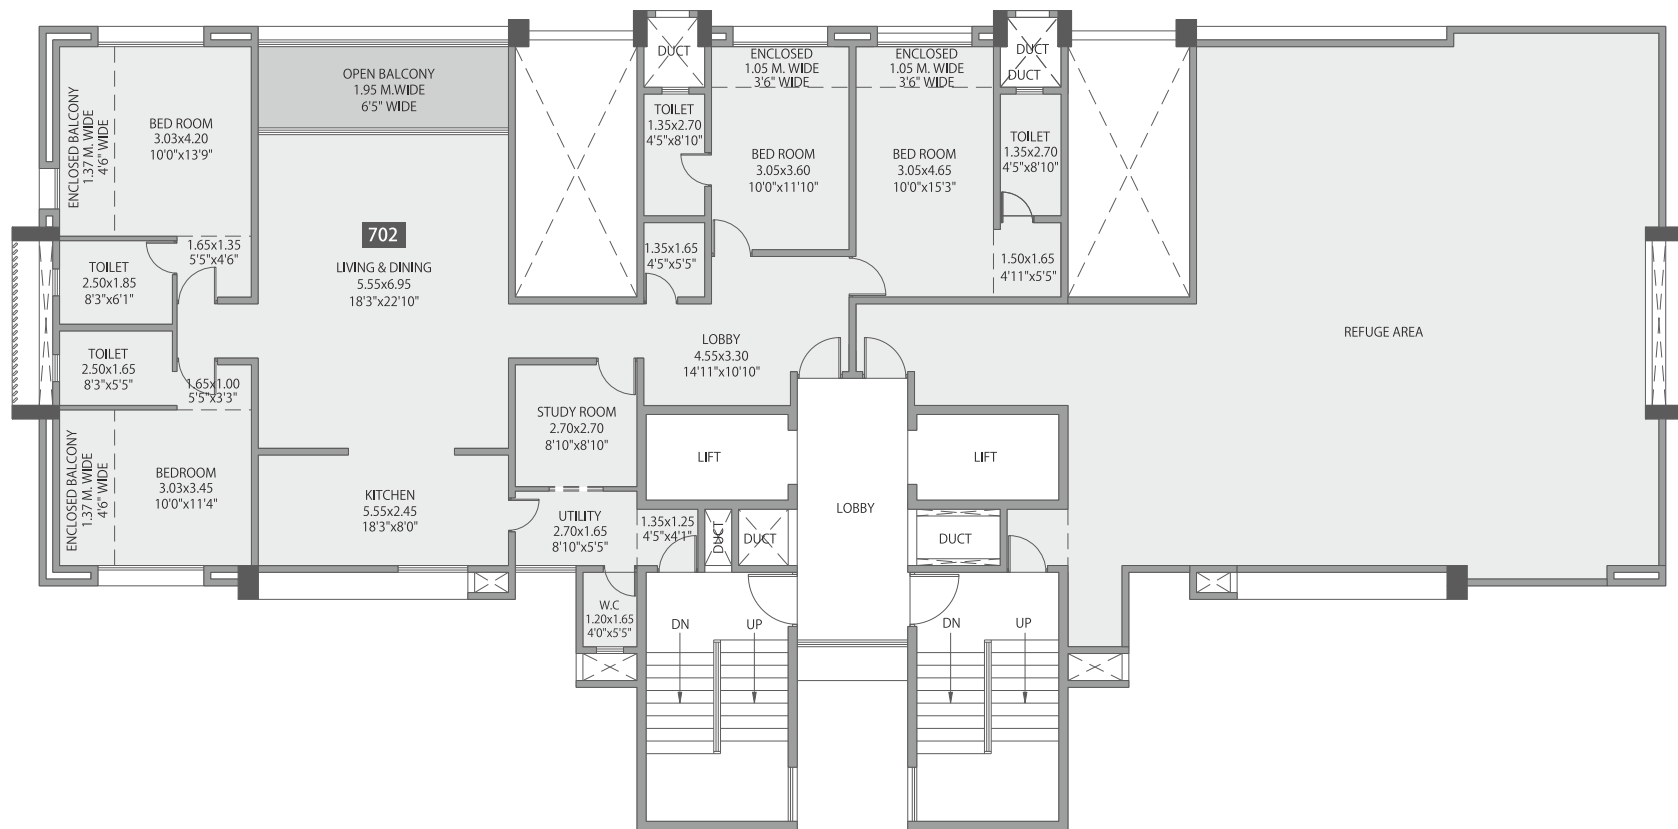 OPEN BALCONY
1.95 M.WIDE
6'5" WIDE
ENCLOSED BALCONY
1.37 M. WIDE
4'6" WIDE
BED ROOM
3.03x4.20
10'0"x13'9"
DUCT
TOILET
1.35x2.70
4'5"x8'10"
ENCLOSED
1.05 M. WIDE
3'6" WIDE
BED ROOM
3.05x3.60
10'0"x11'10"
ENCLOSED
1.05 M. WIDE
3'6" WIDE
BED ROOM
3.05x4.65
10'0"x15'3"
DUCT
DUCT
TOILET
1.35x2.70
4'5"x8'10"
702
LIVING & DINING
5.55x6.95
18'3"x22'10"
1.65x1.35
5'5"x4'6"
TOILET
2.50x1.85
8'3"x6'1"
1.35x1.65
4'5"x5'5"
1.50x1.65
4'11"x5'5"
REFUGE AREA
LOBBY
4.55x3.30
14'11"x10'10"
TOILET
2.50x1.65
8'3"x5'5"
1.65x1.00
5'5"x3'3"
STUDY ROOM
2.70x2.70
8'10"x8'10"
LIFT
LIFT
ENCLOSED BALCONY
1.37 M. WIDE
4'6" WIDE
BEDROOM
3.03x3.45
10'0"x11'4"
KITCHEN
5.55x2.45
18'3"x8'0"
UTILITY
2.70x1.65
8'10"x5'5"
1.35x1.25
4'5"x4'1"
DUCT
DUCT
LOBBY
DUCT
W.C
1.20x1.65
4'0"x5'5"
DN
UP
DN
UP